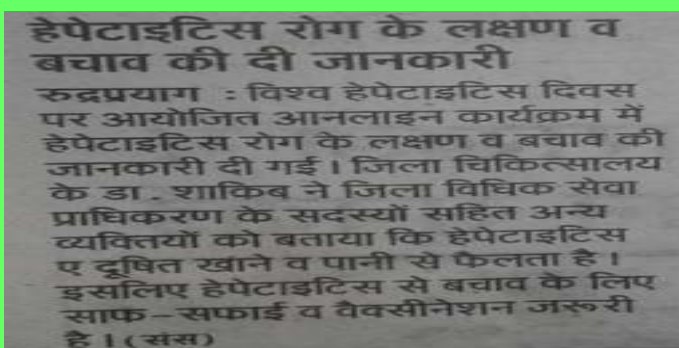 हेपेटाइटिस रोग के लक्षण व
बचाव की दी जानकारी
रुद्रप्रयाग : विश्व हेपेटाइटिस दिवस
पर आयोजित आनलाइन कार्यक्रम में
हेपेटाइटिस रोग के लक्षण व बचाव की
जानकारी दी गई। जिला चिकित्सालय
के डा. शाकिब ने जिला विधिक सेवा
प्राधिकरण के सदस्यों सहित अन्य
व्यक्तियों को बताया कि हेपेटाइटिस
ए दूषित खाने व पानी से फैलता है।
इसलिए हेपेटाइटिस से बचाव के लिए
साफ-सफाई व वैक्सीनेशन जरूरी
है। (संस)